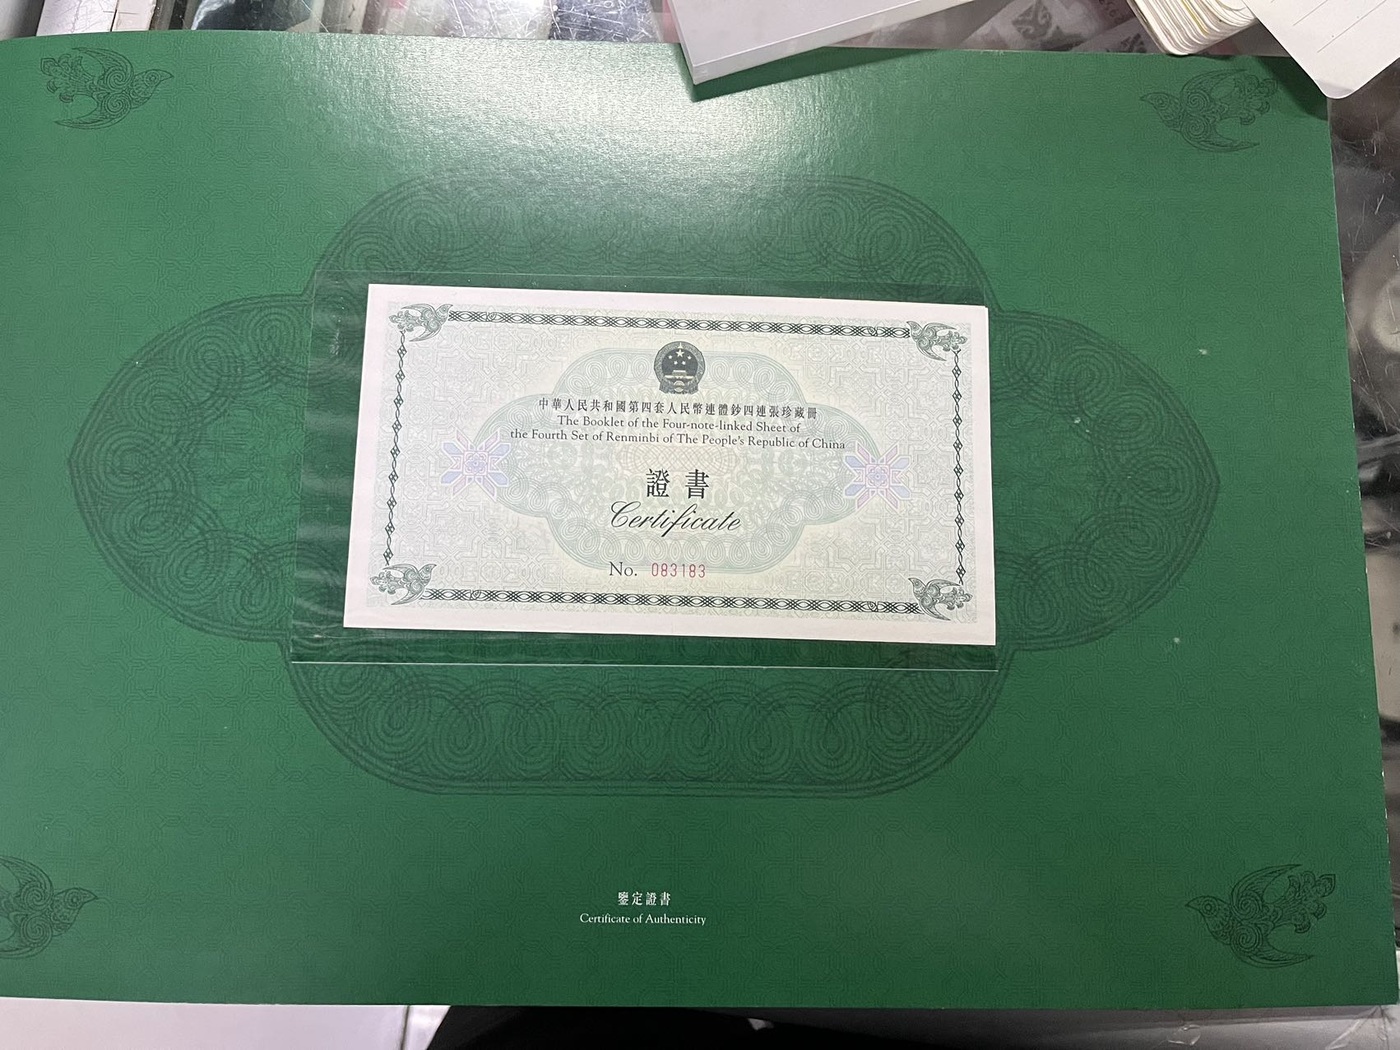 中華人民共和國第四套人民幣連體鈔四連張珍藏冊
The Booklet of the Four-note-linked Sheet of
the Fourth Set of Renminbi of The People's Republic of China
證書
Certificate
No. 083183
鑒定證書
Certificate of Authenticity